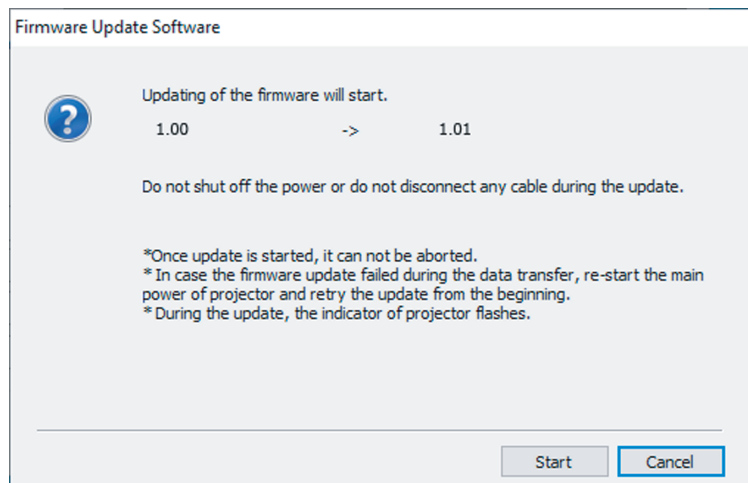 Firmware Update Software
Updating of the firmware will start.
1.00 -> 1.01
Do not shut off the power or do not disconnect any cable during the update.
*Once update is started, it can not be aborted.
* In case the firmware update failed during the data transfer, re-start the main
power of projector and retry the update from the beginning.
* During the update, the indicator of projector flashes.
Start Cancel